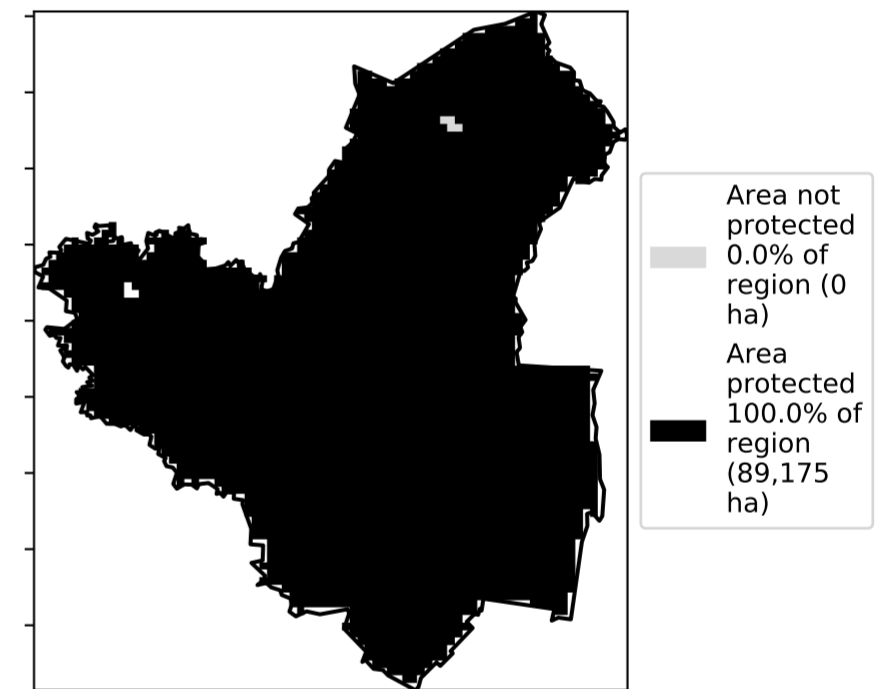 Area not
protected
0.0% of
region (0
ha)
Area
protected
100.0% of
region
(89,175
ha)